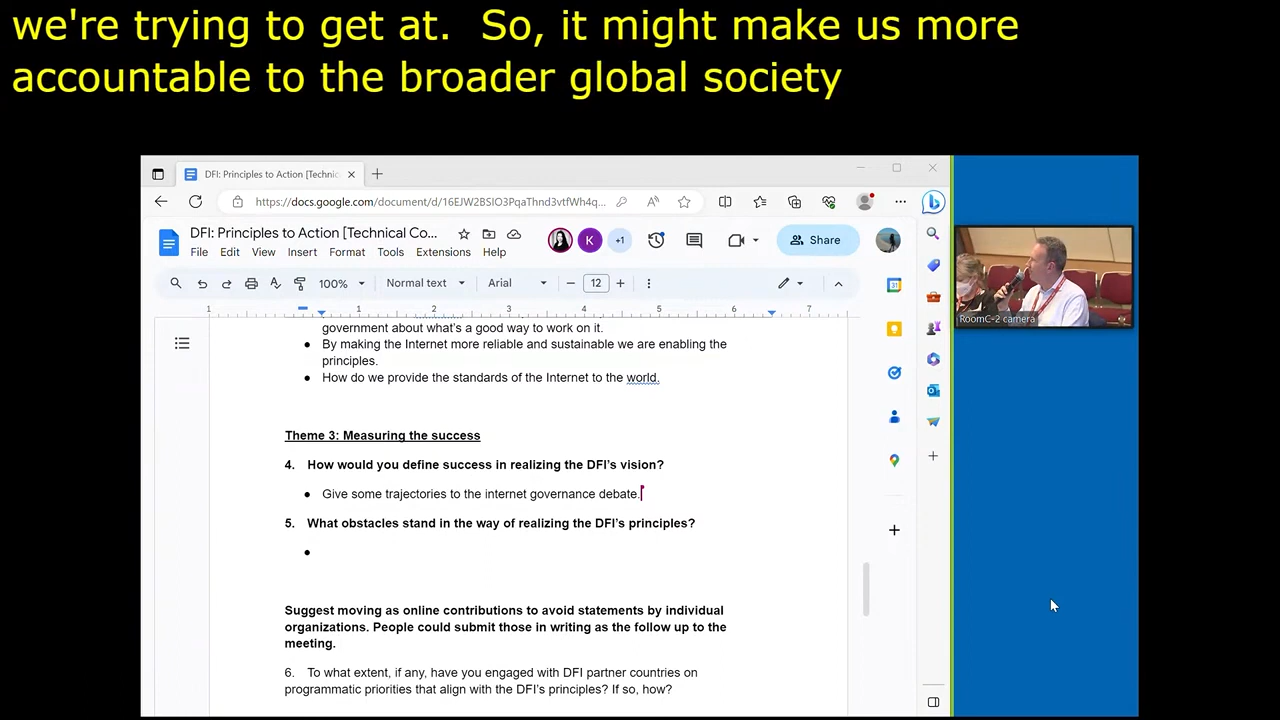 we're trying to get at.  So, it might make us more
accountable to the broader global society
DFI: Principles to Action [Technic
https://docs.google.com/document/d/16EJW2BSIO3PqaThnd3vtfWh4q...
DFI: Principles to Action [Technical Co...
K
+1
Share
File Edit View Insert Format Tools Extensions Help
100% Normal text Arial 12
1 1 2 3 4 5 6 7
government about what's a good way to work on it.
● By making the Internet more reliable and sustainable we are enabling the
principles.
● How do we provide the standards of the Internet to the world.
Theme 3: Measuring the success
4. How would you define success in realizing the DFI's vision?
● Give some trajectories to the internet governance debate.
5. What obstacles stand in the way of realizing the DFI's principles?
●
Suggest moving as online contributions to avoid statements by individual
organizations. People could submit those in writing as the follow up to the
meeting.
6. To what extent, if any, have you engaged with DFI partner countries on
programmatic priorities that align with the DFI's principles? If so, how?
RoomC-2 camera